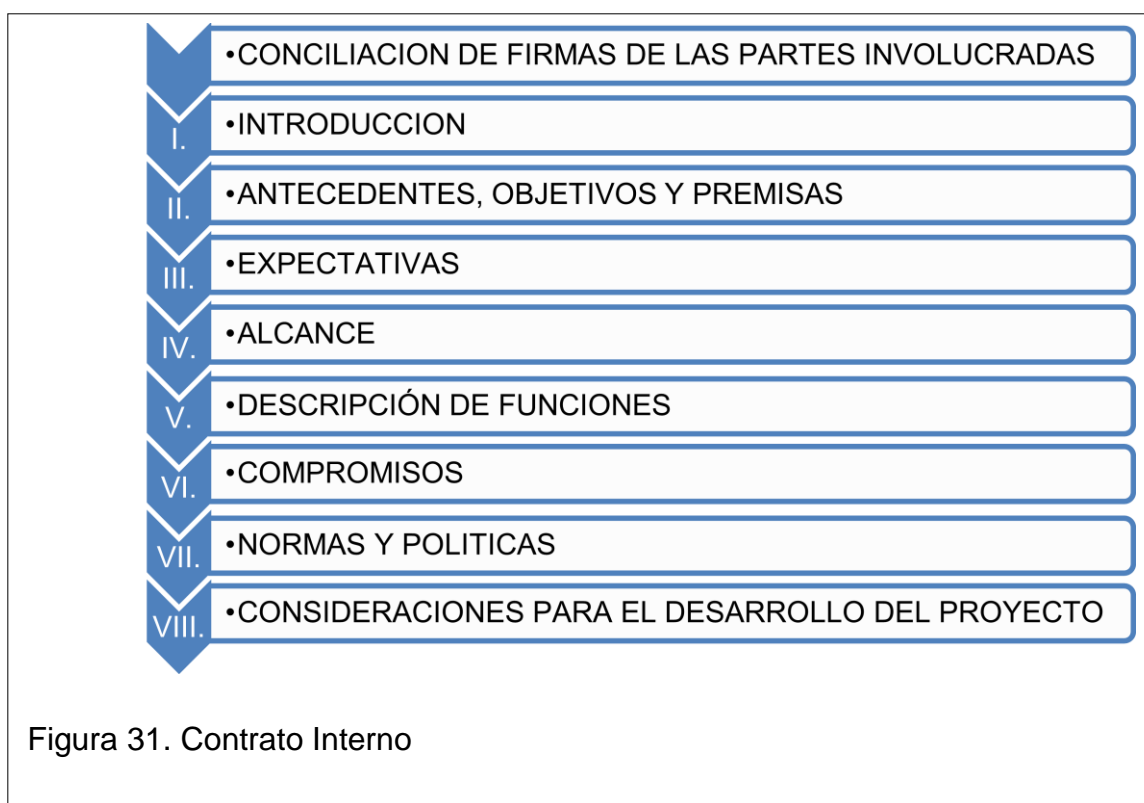 •CONCILIACION DE FIRMAS DE LAS PARTES INVOLUCRADAS
I. •INTRODUCCION
II. •ANTECEDENTES, OBJETIVOS Y PREMISAS
III. •EXPECTATIVAS
IV. •ALCANCE
V. •DESCRIPCIÓN DE FUNCIONES
VI. •COMPROMISOS
VII. •NORMAS Y POLITICAS
VIII. •CONSIDERACIONES PARA EL DESARROLLO DEL PROYECTO
Figura 31. Contrato Interno